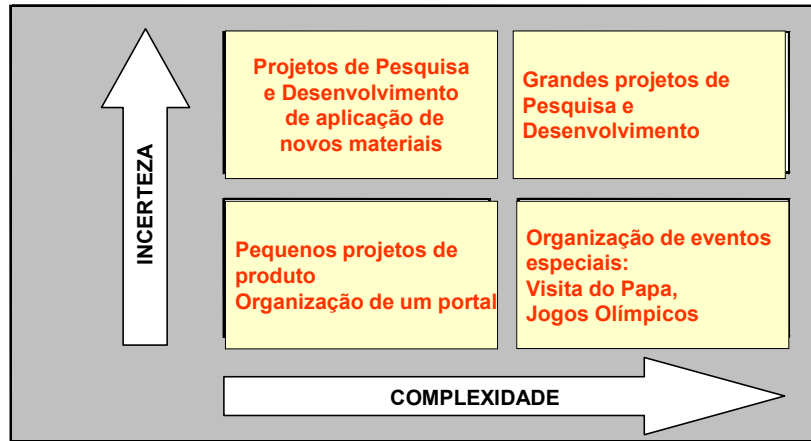 Projetos de Pesquisa
e Desenvolvimento
de aplicação de
novos materiais
Grandes projetos de
Pesquisa e
Desenvolvimento
INCERTEZA
Pequenos projetos de
produto
Organização de um portal
Organização de eventos
especiais:
Visita do Papa,
Jogos Olímpicos
COMPLEXIDADE